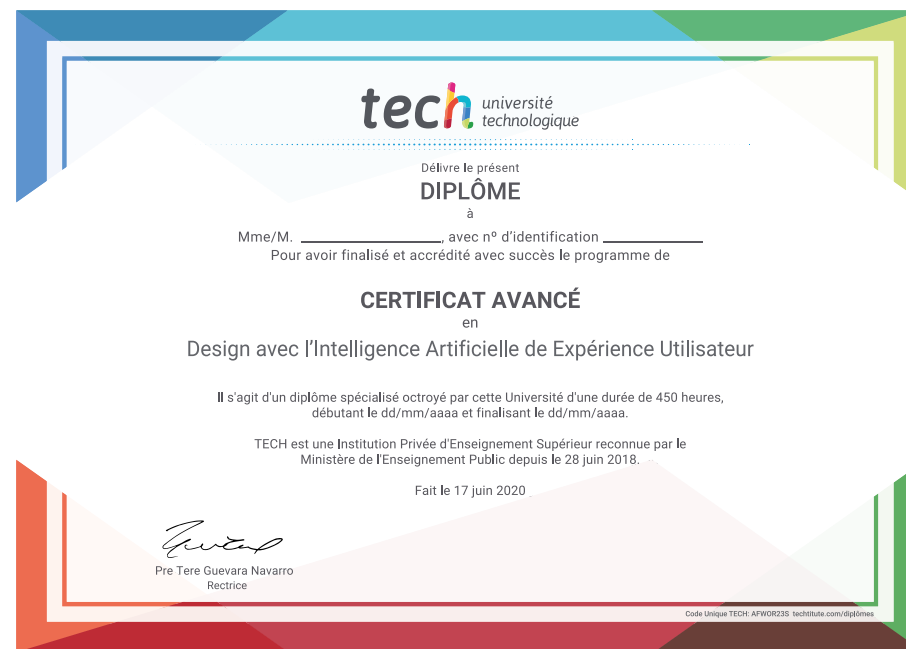 tech université
technologique
Délivre le présent
DIPLÔME
à
Mme/M. ____________________, avec nº d'identification ______________
Pour avoir finalisé et accrédité avec succès le programme de
CERTIFICAT AVANCÉ
en
Design avec l'Intelligence Artificielle de Expérience Utilisateur
Il s'agit d'un diplôme spécialisé octroyé par cette Université d'une durée de 450 heures,
débutant le dd/mm/aaaa et finalisant le dd/mm/aaaa.
TECH est une Institution Privée d'Enseignement Supérieur reconnue par le
Ministère de l'Enseignement Public depuis le 28 juin 2018.
Fait le 17 juin 2020
Pre Tere Guevara Navarro
Rectrice
Code Unique TECH: AFWOR23S techtitute.com/diplômes